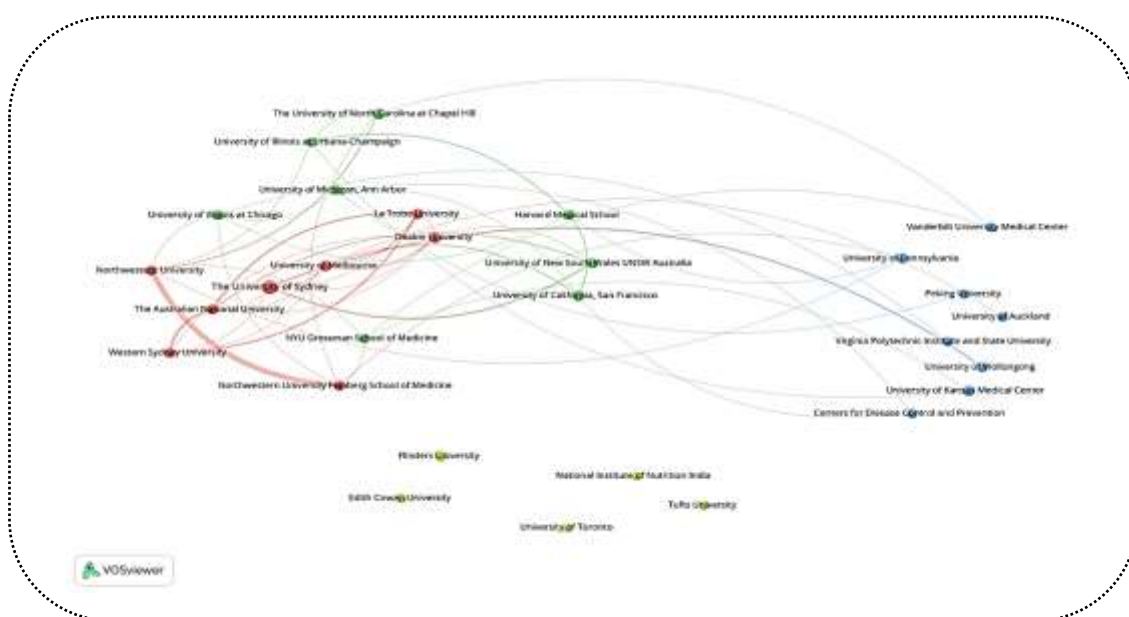 The University of North Carolina at Chapel Hill
University of Illinois at Urbana-Champaign
University of Michigan, Ann Arbor
University of Illinois at Chicago
La Trobe University
Harvard Medical School
Vanderbilt University Medical Center
Deakin University
University of Pennsylvania
Northwestern University
University of Melbourne
University of New South Wales UNSW Australia
The University of Sydney
Peking University
University of California, San Francisco
The Australian National University
University of Auckland
NYU Grossman School of Medicine
Virginia Polytechnic Institute and State University
Western Sydney University
University of Wollongong
Northwestern University Feinberg School of Medicine
University of Kansas Medical Center
Centers for Disease Control and Prevention
Flinders University
National Institute of Nutrition India
Edith Cowan University
Tufts University
University of Toronto
VOSviewer